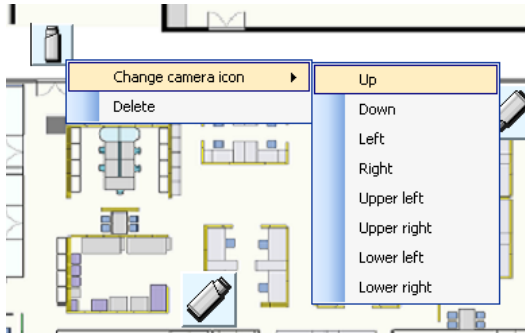 Change camera icon
Delete
Up
Down
Left
Right
Upper left
Upper right
Lower left
Lower right